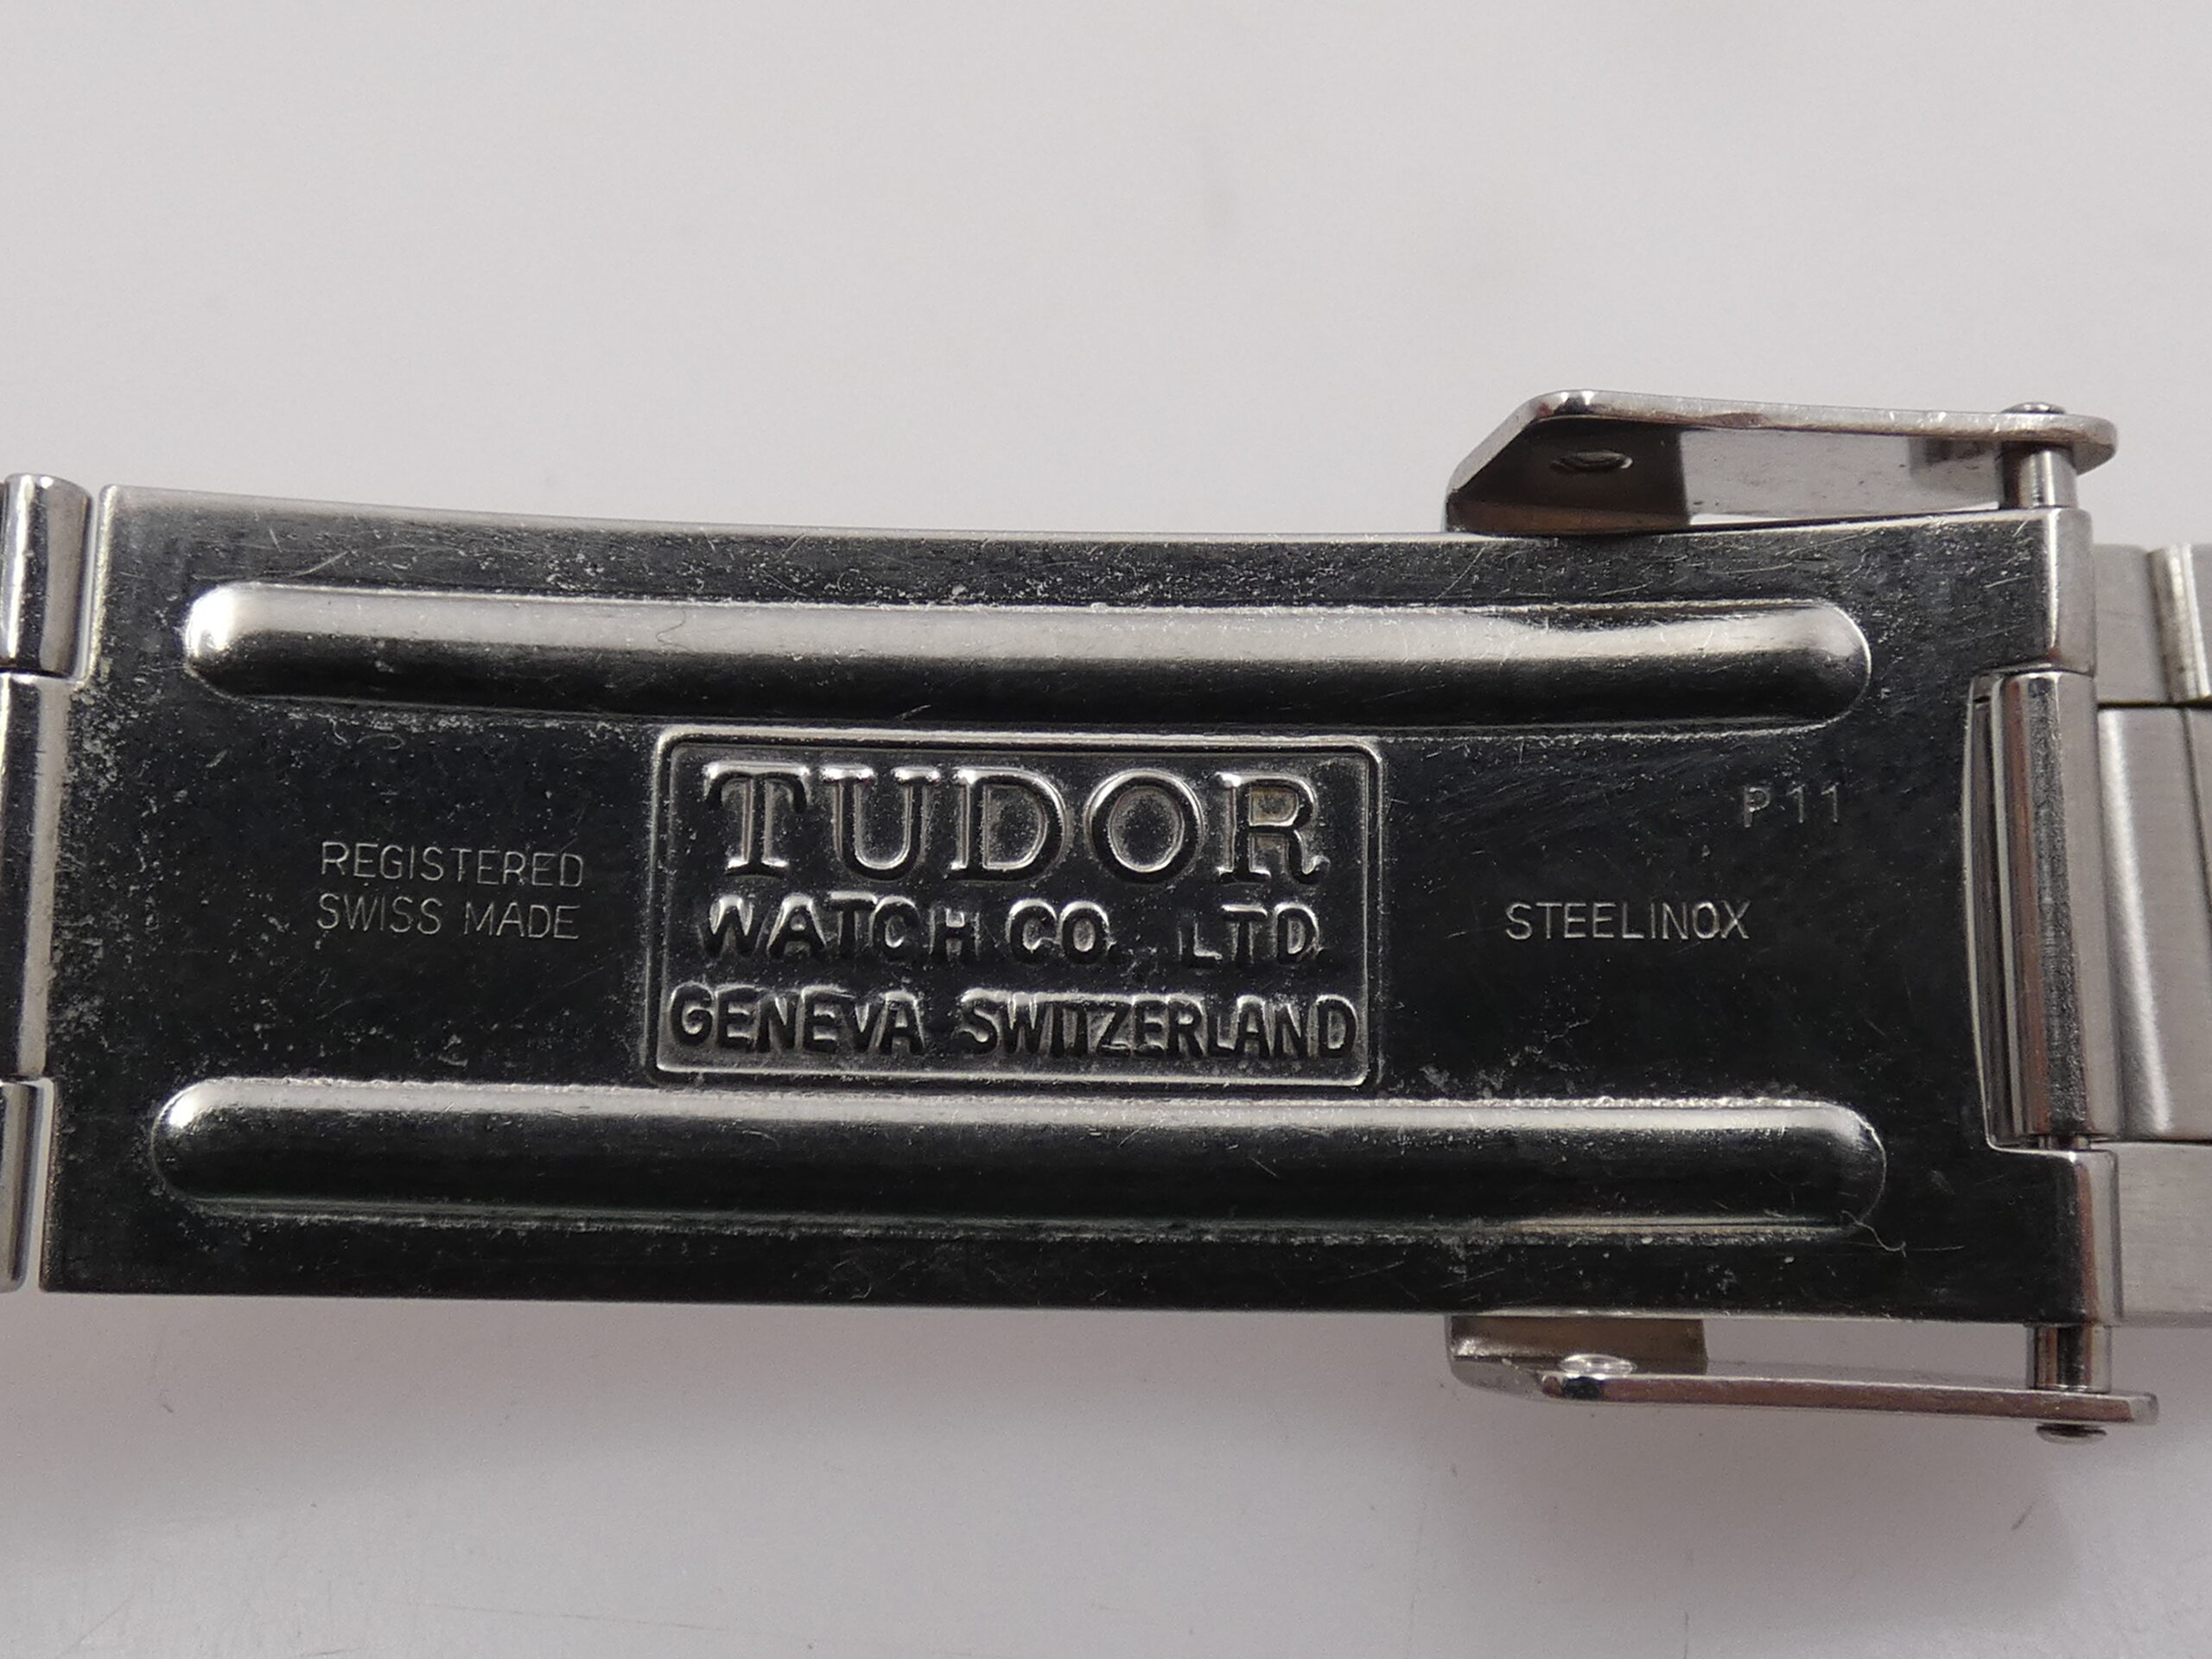 REGISTERED
SWISS MADE
TUDOR
WATCH CO. LTD.
GENEVA SWITZERLAND
P11
STEELINOX